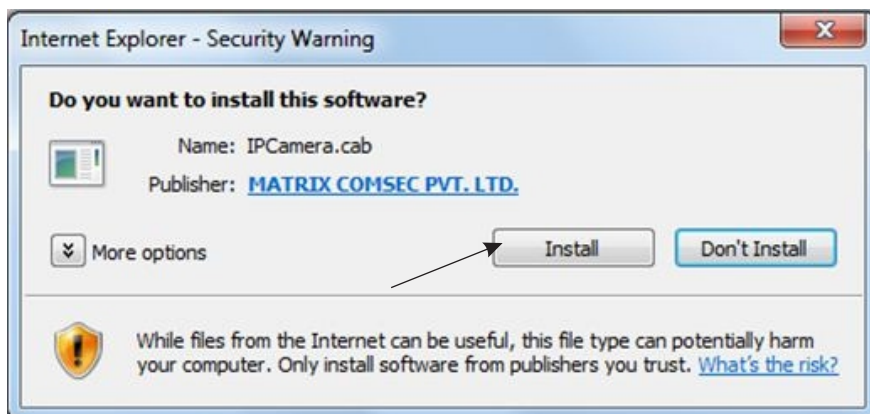 Internet Explorer - Security Warning
Do you want to install this software?
Name: IPCamera.cab
Publisher: MATRIX COMSEC PVT. LTD.
More options
Install
Don't Install
While files from the Internet can be useful, this file type can potentially harm
your computer. Only install software from publishers you trust. What's the risk?